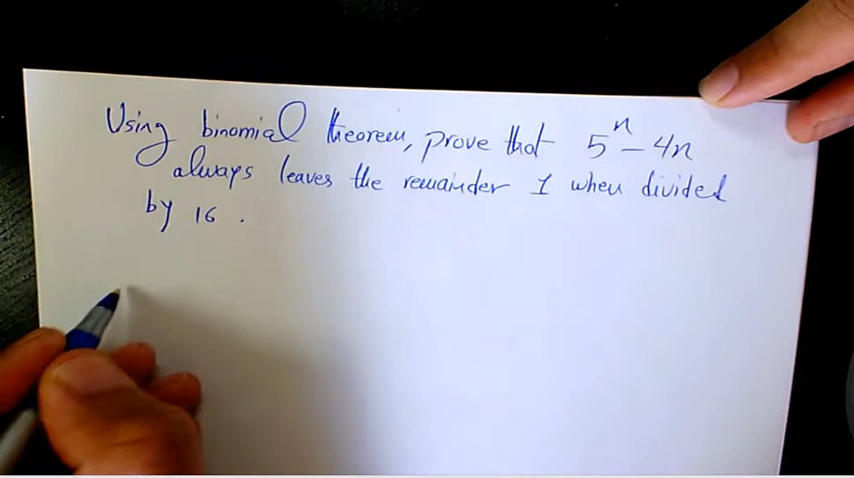 Using binomial theorem, prove that 5ⁿ - 4n
always leaves the remainder 1 when divided
by 16.